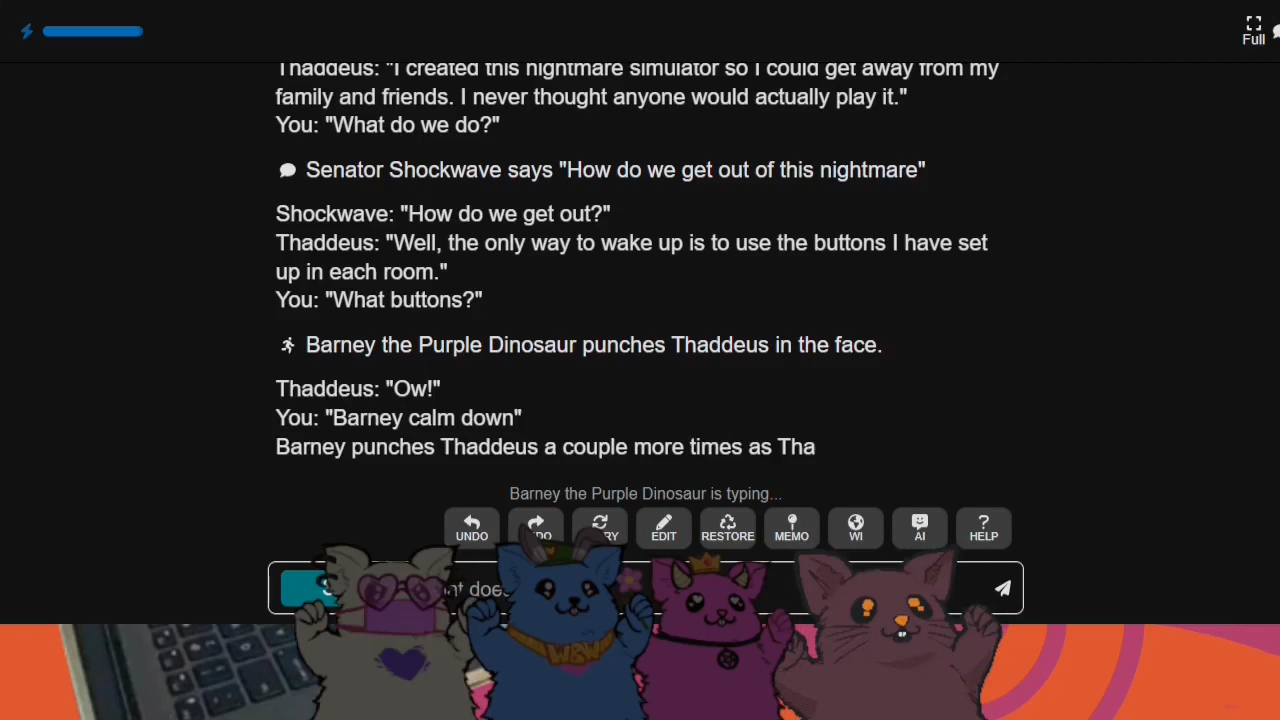 Full
Thaddeus: "I created this nightmare simulator so I could get away from my
family and friends. I never thought anyone would actually play it."
You: "What do we do?"
Senator Shockwave says "How do we get out of this nightmare"
Shockwave: "How do we get out?"
Thaddeus: "Well, the only way to wake up is to use the buttons I have set
up in each room."
You: "What buttons?"
Barney the Purple Dinosaur punches Thaddeus in the face.
Thaddeus: "Ow!"
You: "Barney calm down"
Barney punches Thaddeus a couple more times as Tha
Barney the Purple Dinosaur is typing...
UNDO EDIT RESTORE MEMO WI AI HELP
WBW